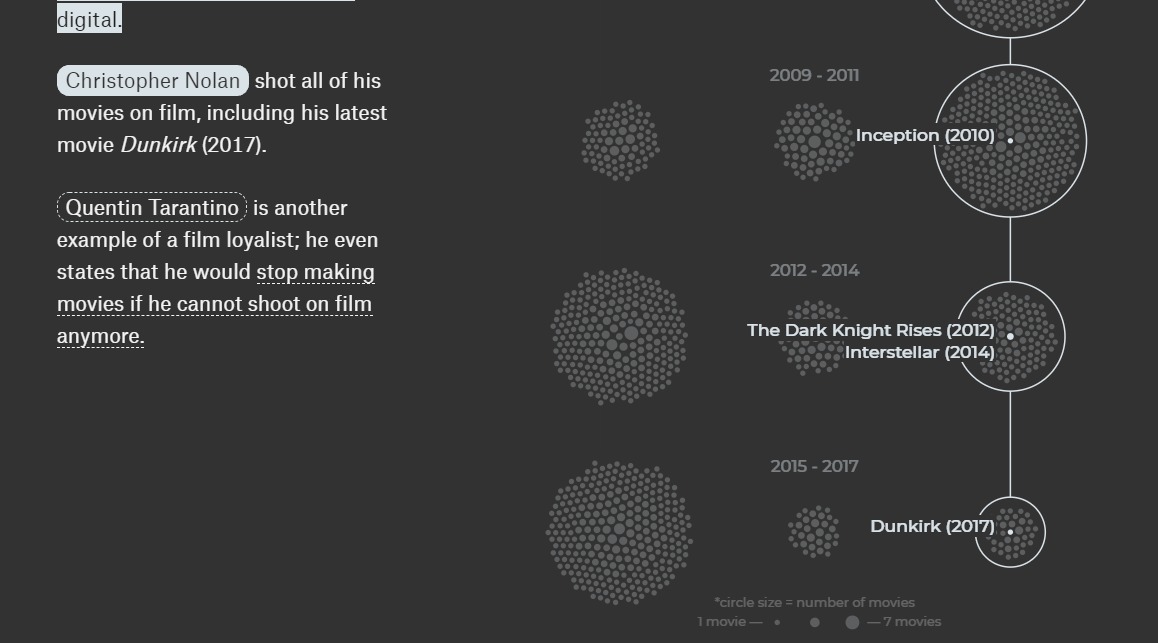 digital.
Christopher Nolan shot all of his
movies on film, including his latest
movie Dunkirk (2017).
Quentin Tarantino is another
example of a film loyalist; he even
states that he would stop making
movies if he cannot shoot on film
anymore.
2009 - 2011
Inception (2010)
2012 - 2014
The Dark Knight Rises (2012)
Interstellar (2014)
2015 - 2017
Dunkirk (2017)
*circle size = number of movies
1 movie — — 7 movies